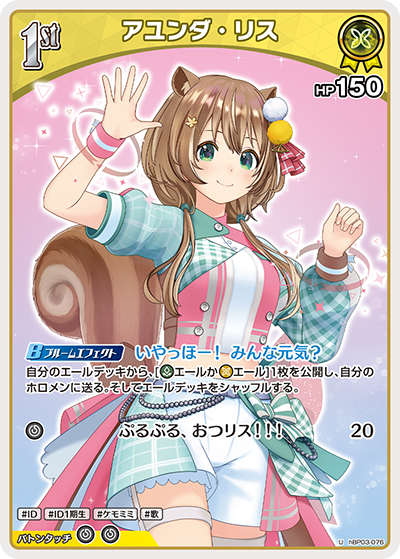 1st アユンダ・リス
HP150
Bブルームエフェクト いやっほー！ みんな元気？
自分のエールデッキから、[エールかエール]1枚を公開し、自分の
ホロメンに送る。そしてエールデッキをシャッフルする。
ぷるぷる、おつリス！！！ 20
#ID #ID1期生 #ケモミミ #歌
バトンタッチ U hBP03-076